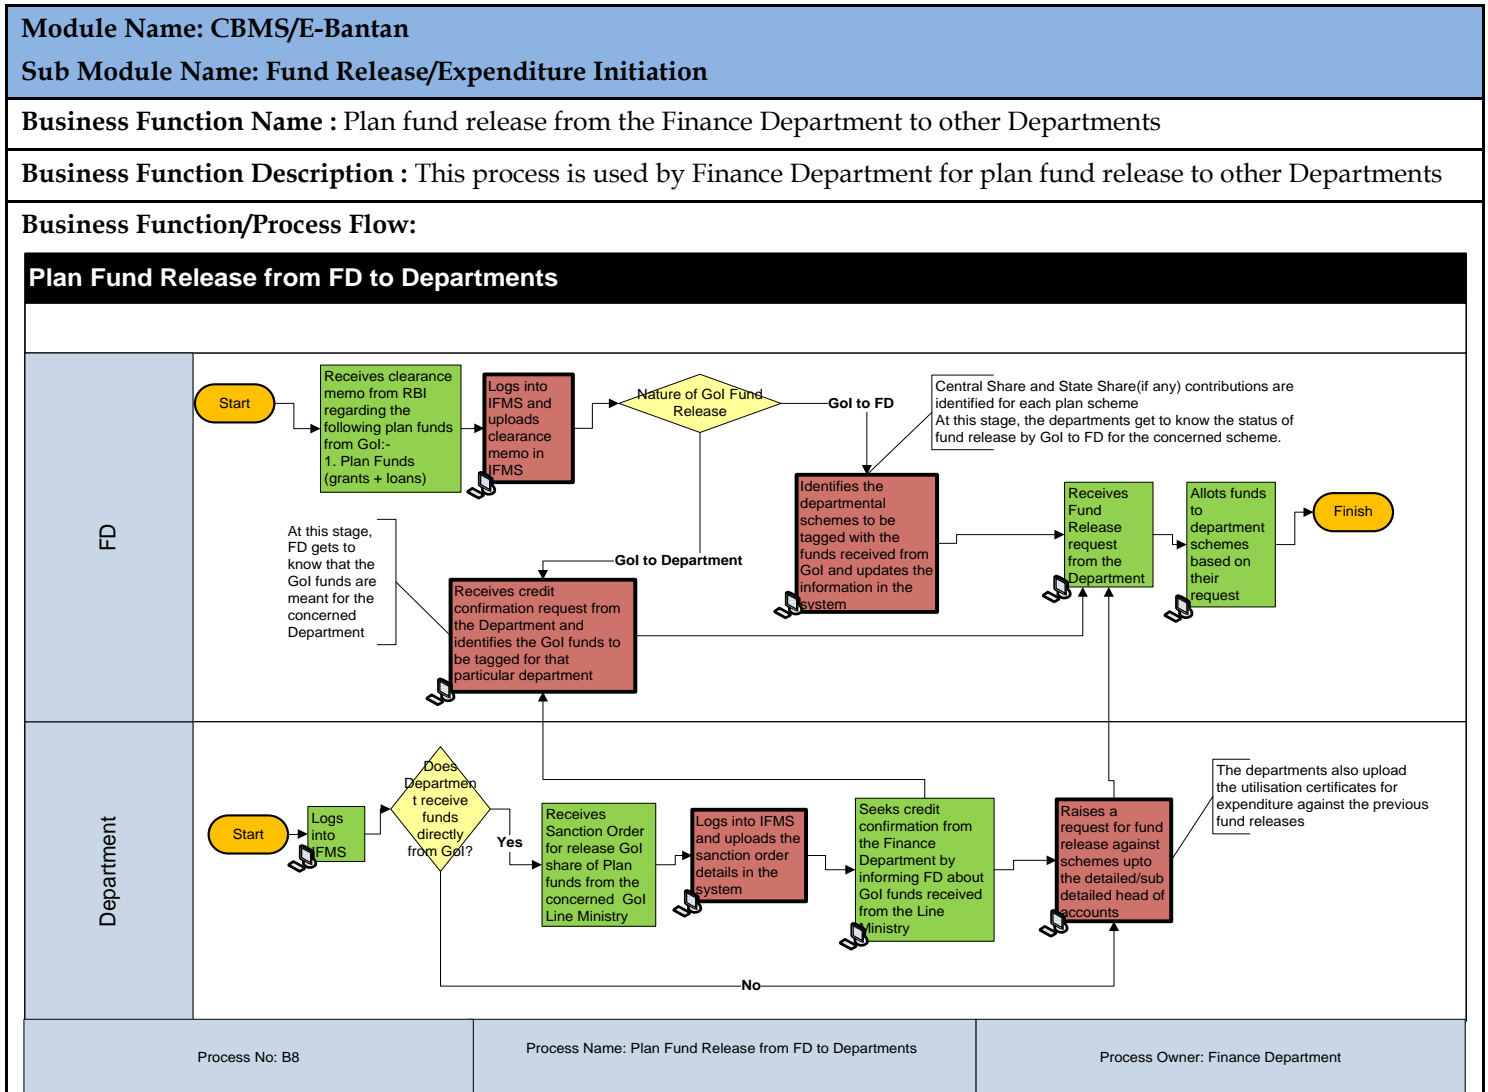 Module Name: CBMS/E-Bantan
Sub Module Name: Fund Release/Expenditure Initiation
Business Function Name : Plan fund release from the Finance Department to other Departments
Business Function Description : This process is used by Finance Department for plan fund release to other Departments
Business Function/Process Flow:
Plan Fund Release from FD to Departments
FD
Start
Receives clearance
memo from RBI
regarding the
following plan funds
from GoI:-
1. Plan Funds
(grants + loans)
Logs into
IFMS and
uploads
clearance
memo in
IFMS
Nature of GoI Fund
Release
GoI to FD
Central Share and State Share(if any) contributions are
identified for each plan scheme
At this stage, the departments get to know the status of
fund release by GoI to FD for the concerned scheme.
Identifies the
departmental
schemes to be
tagged with the
funds received from
GoI and updates the
information in the
system
Receives
Fund
Release
request
from the
Department
Allots funds
to
department
schemes
based on
their
request
Finish
At this stage,
FD gets to
know that the
GoI funds are
meant for the
concerned
Department
GoI to Department
Receives credit
confirmation request from
the Department and
identifies the GoI funds to
be tagged for that
particular department
Department
Start
Logs
into
IFMS
Does
Departmen
t receive
funds
directly
from GoI?
Yes
Receives
Sanction Order
for release GoI
share of Plan
funds from the
concerned GoI
Line Ministry
Logs into IFMS
and uploads the
sanction order
details in the
system
Seeks credit
confirmation from
the Finance
Department by
informing FD about
GoI funds received
from the Line
Ministry
Raises a
request for fund
release against
schemes upto
the detailed/sub
detailed head of
accounts
The departments also upload
the utilisation certificates for
expenditure against the previous
fund releases
No
Process No: B8
Process Name: Plan Fund Release from FD to Departments
Process Owner: Finance Department